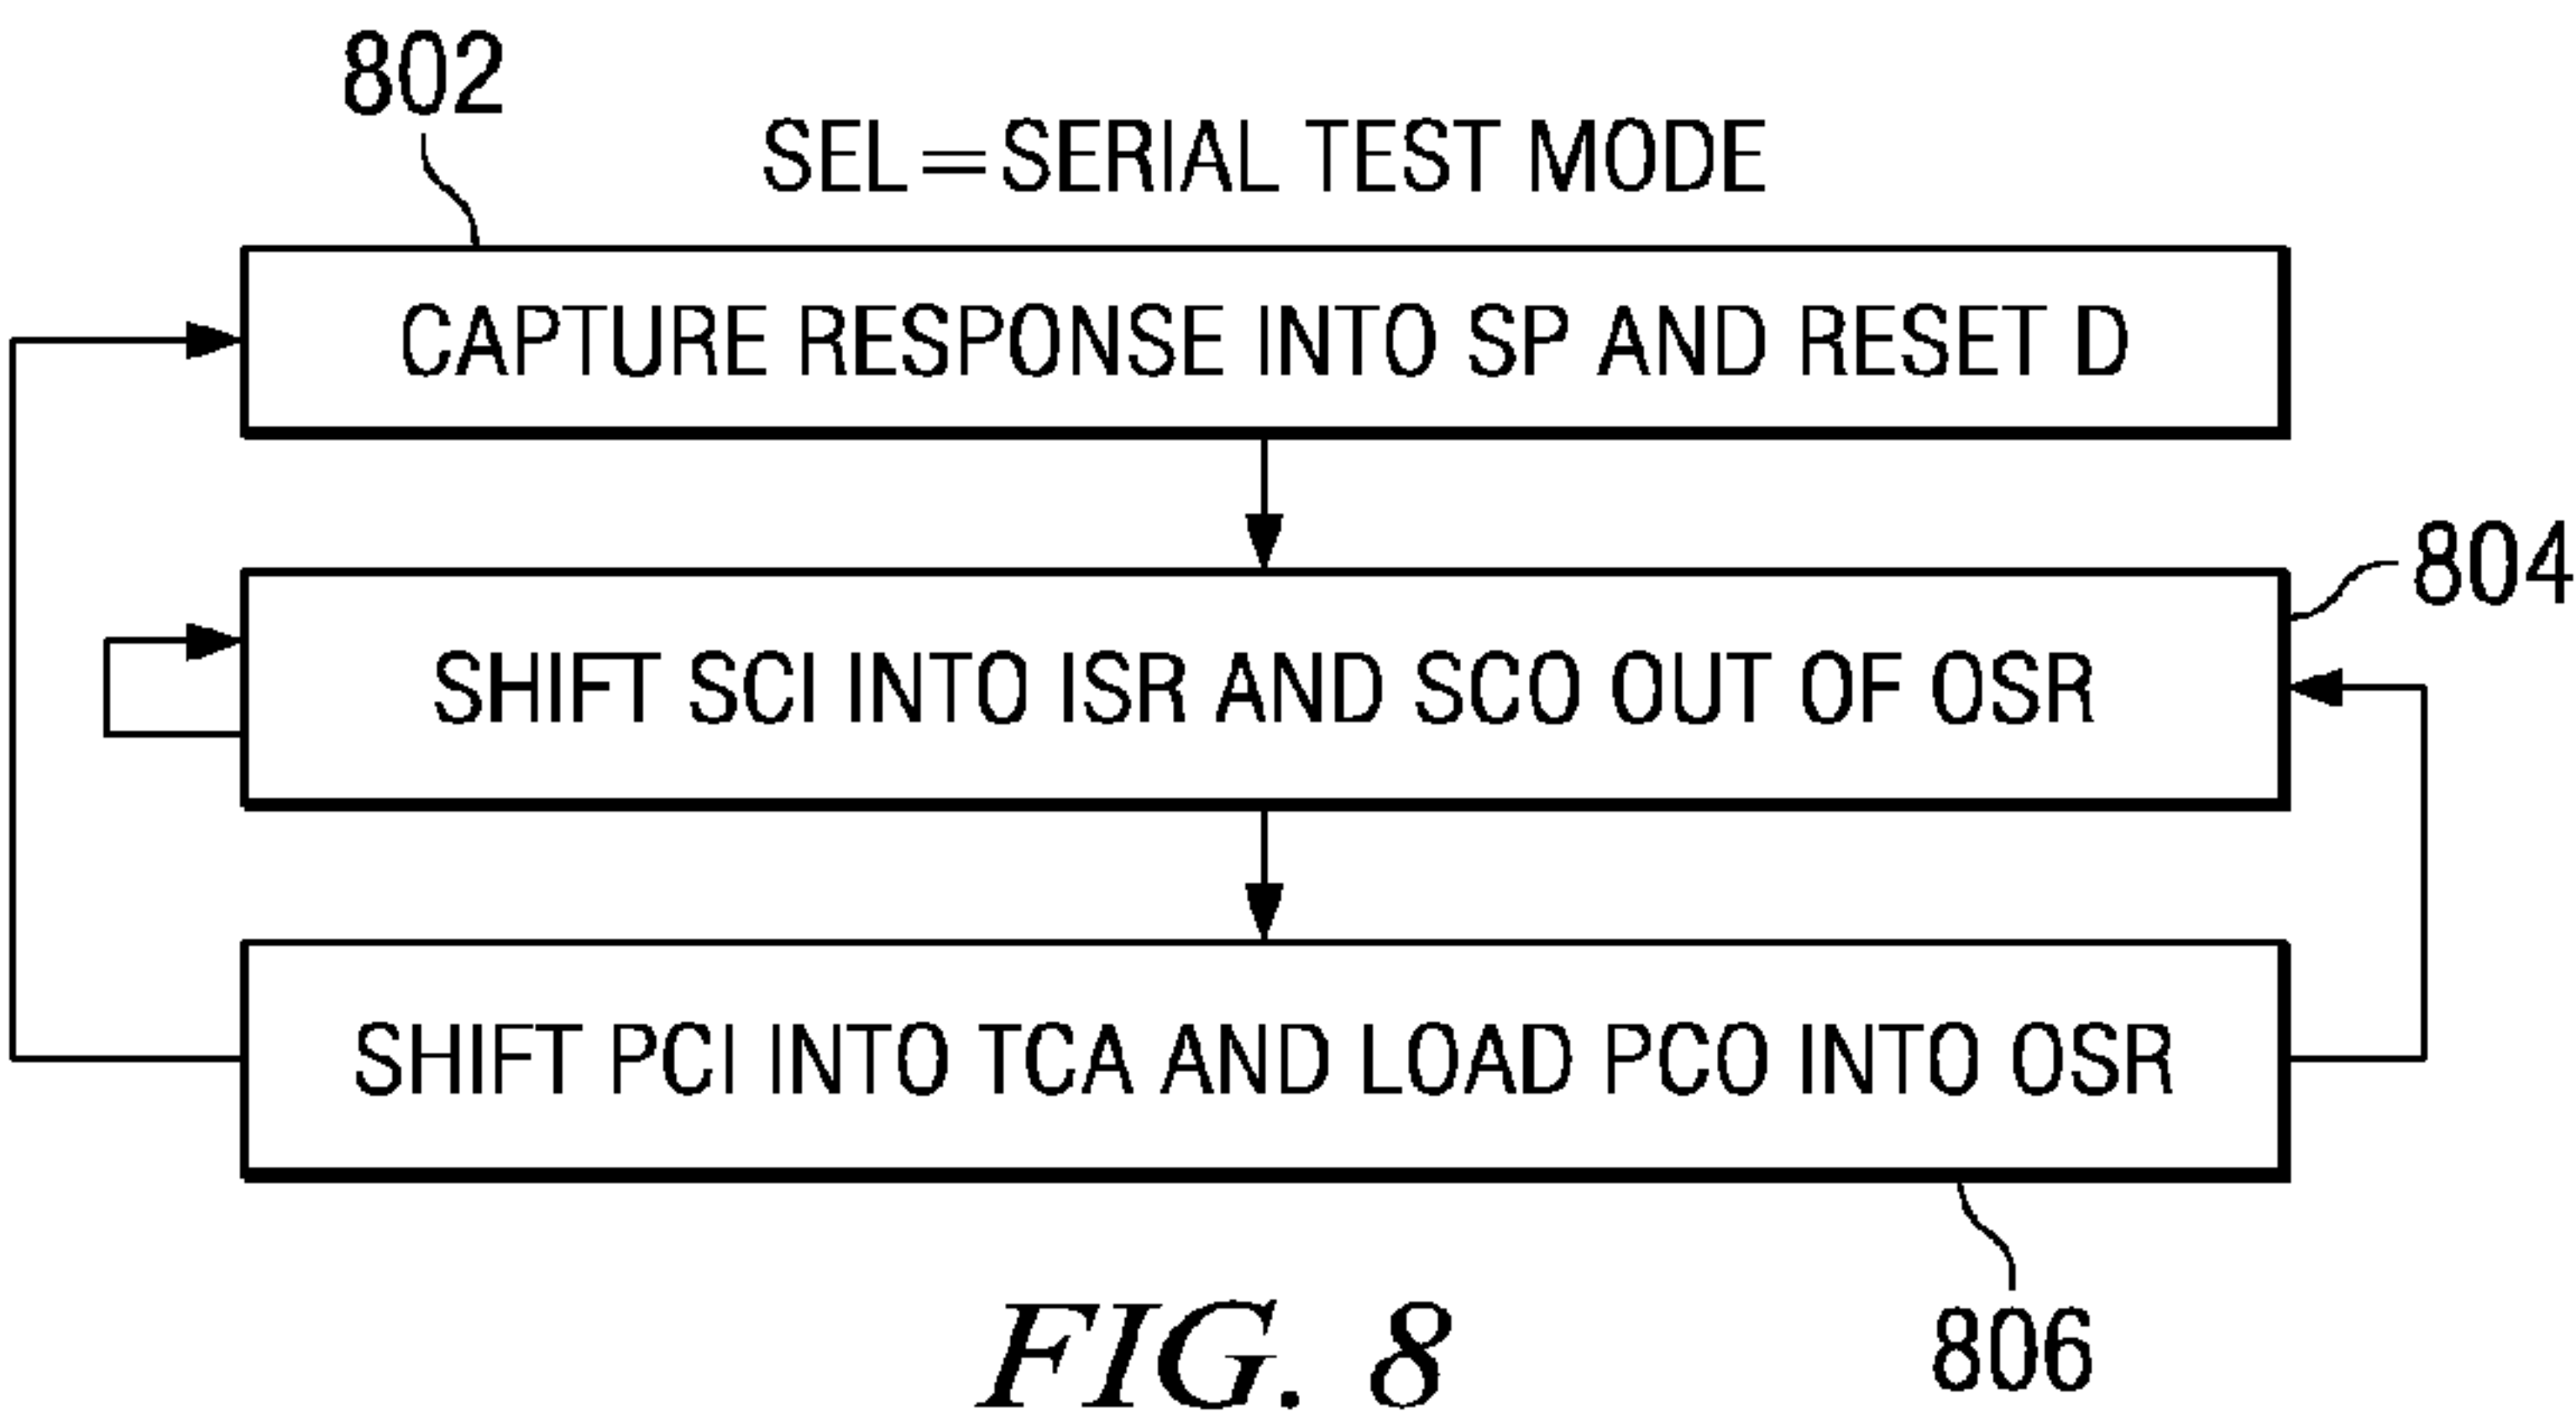 802
SEL=SERIAL TEST MODE
CAPTURE RESPONSE INTO SP AND RESET D
804
SHIFT SCI INTO ISR AND SCO OUT OF OSR
SHIFT PCI INTO TCA AND LOAD PCO INTO OSR
806
FIG. 8